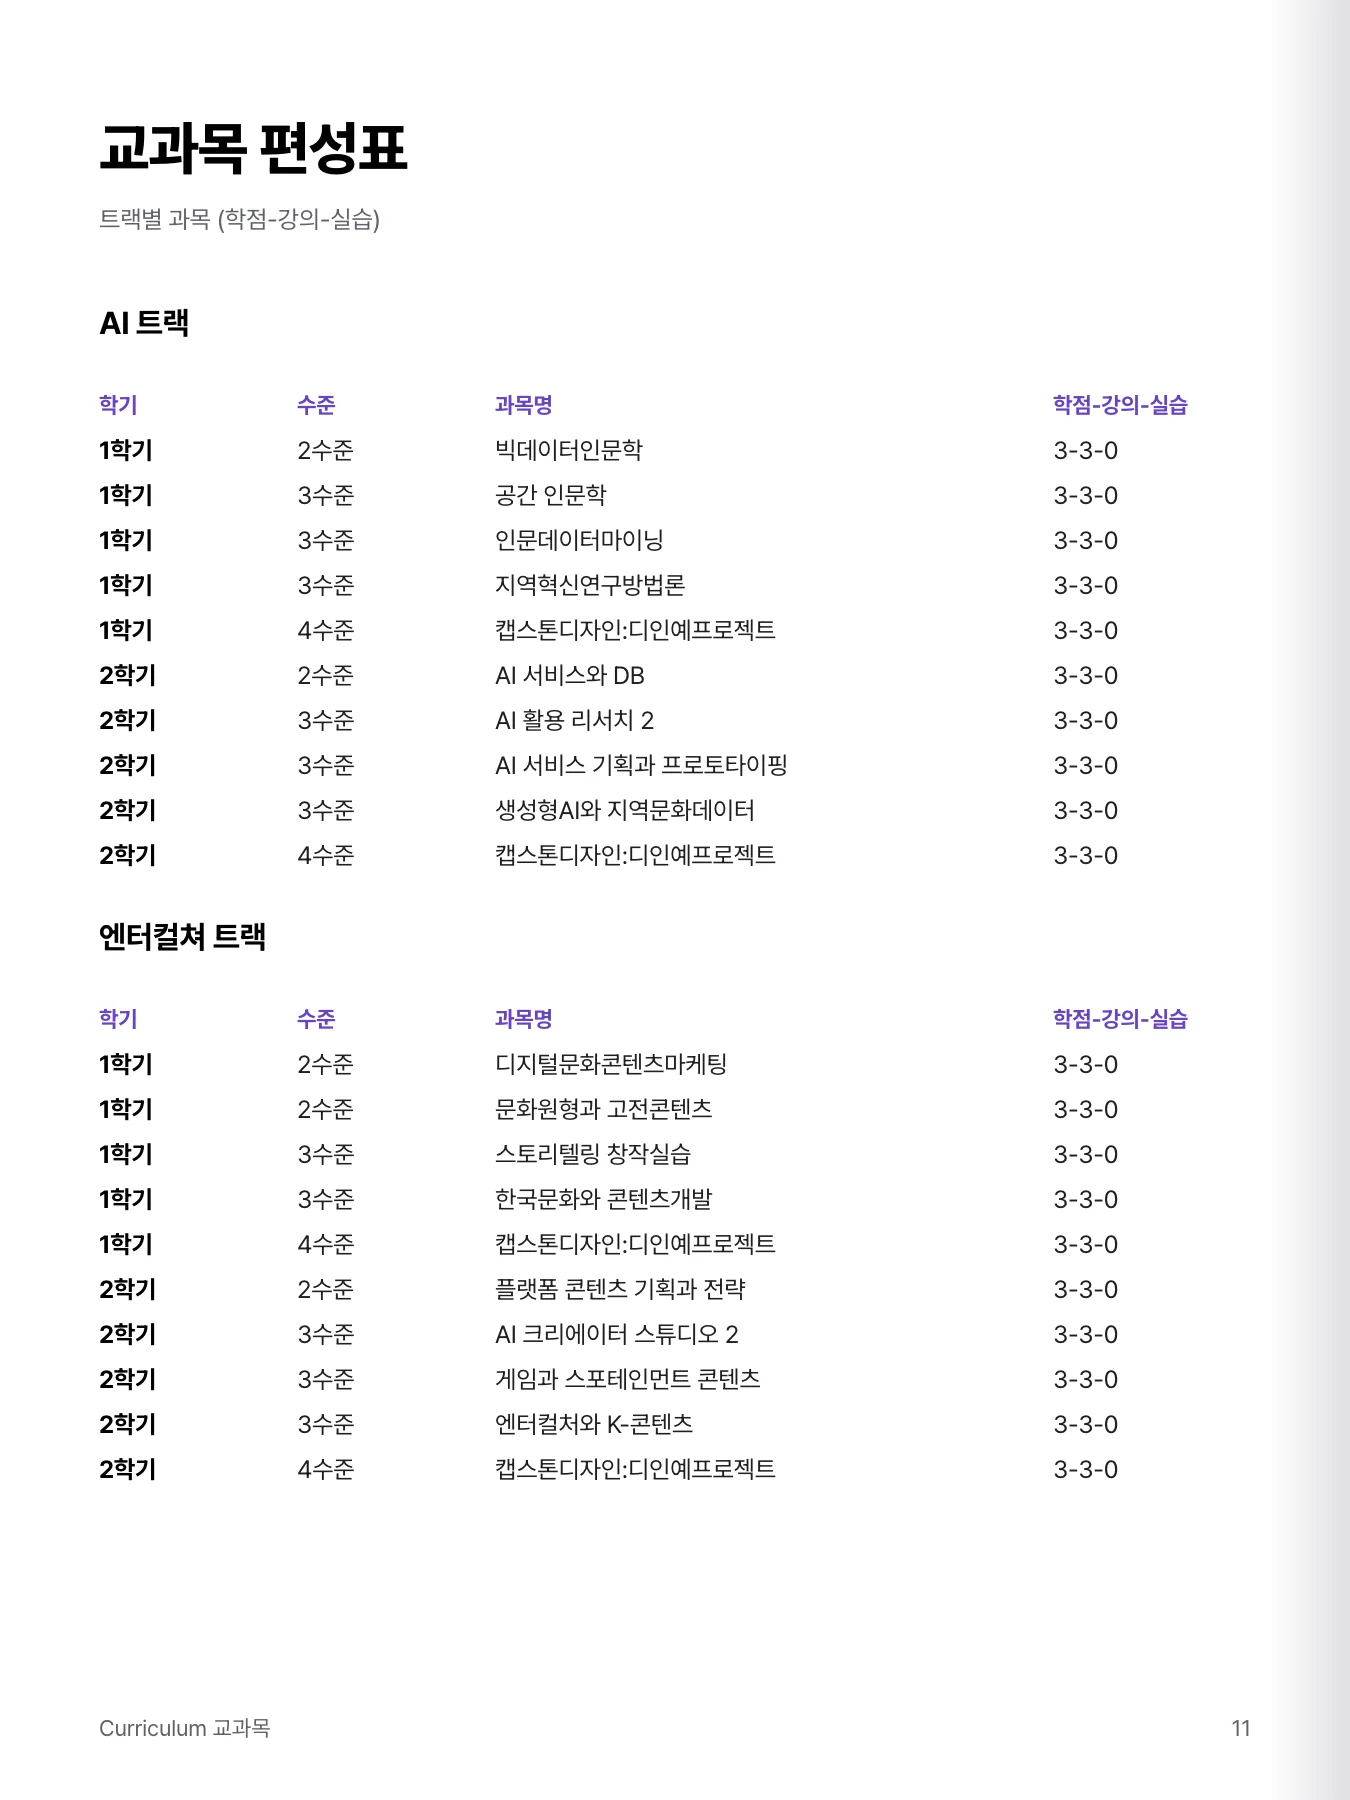 교과목 편성표
트랙별 과목 (학점-강의-실습)
AI 트랙
학기 수준 과목명 학점-강의-실습
1학기 2수준 빅데이터인문학 3-3-0
1학기 3수준 공간 인문학 3-3-0
1학기 3수준 인문데이터마이닝 3-3-0
1학기 3수준 지역혁신연구방법론 3-3-0
1학기 4수준 캡스톤디자인:디인예프로젝트 3-3-0
2학기 2수준 AI 서비스와 DB 3-3-0
2학기 3수준 AI 활용 리서치 2 3-3-0
2학기 3수준 AI 서비스 기획과 프로토타이핑 3-3-0
2학기 3수준 생성형AI와 지역문화데이터 3-3-0
2학기 4수준 캡스톤디자인:디인예프로젝트 3-3-0
엔터컬쳐 트랙
학기 수준 과목명 학점-강의-실습
1학기 2수준 디지털문화콘텐츠마케팅 3-3-0
1학기 2수준 문화원형과 고전콘텐츠 3-3-0
1학기 3수준 스토리텔링 창작실습 3-3-0
1학기 3수준 한국문화와 콘텐츠개발 3-3-0
1학기 4수준 캡스톤디자인:디인예프로젝트 3-3-0
2학기 2수준 플랫폼 콘텐츠 기획과 전략 3-3-0
2학기 3수준 AI 크리에이터 스튜디오 2 3-3-0
2학기 3수준 게임과 스포테인먼트 콘텐츠 3-3-0
2학기 3수준 엔터컬처와 K-콘텐츠 3-3-0
2학기 4수준 캡스톤디자인:디인예프로젝트 3-3-0
Curriculum 교과목 11